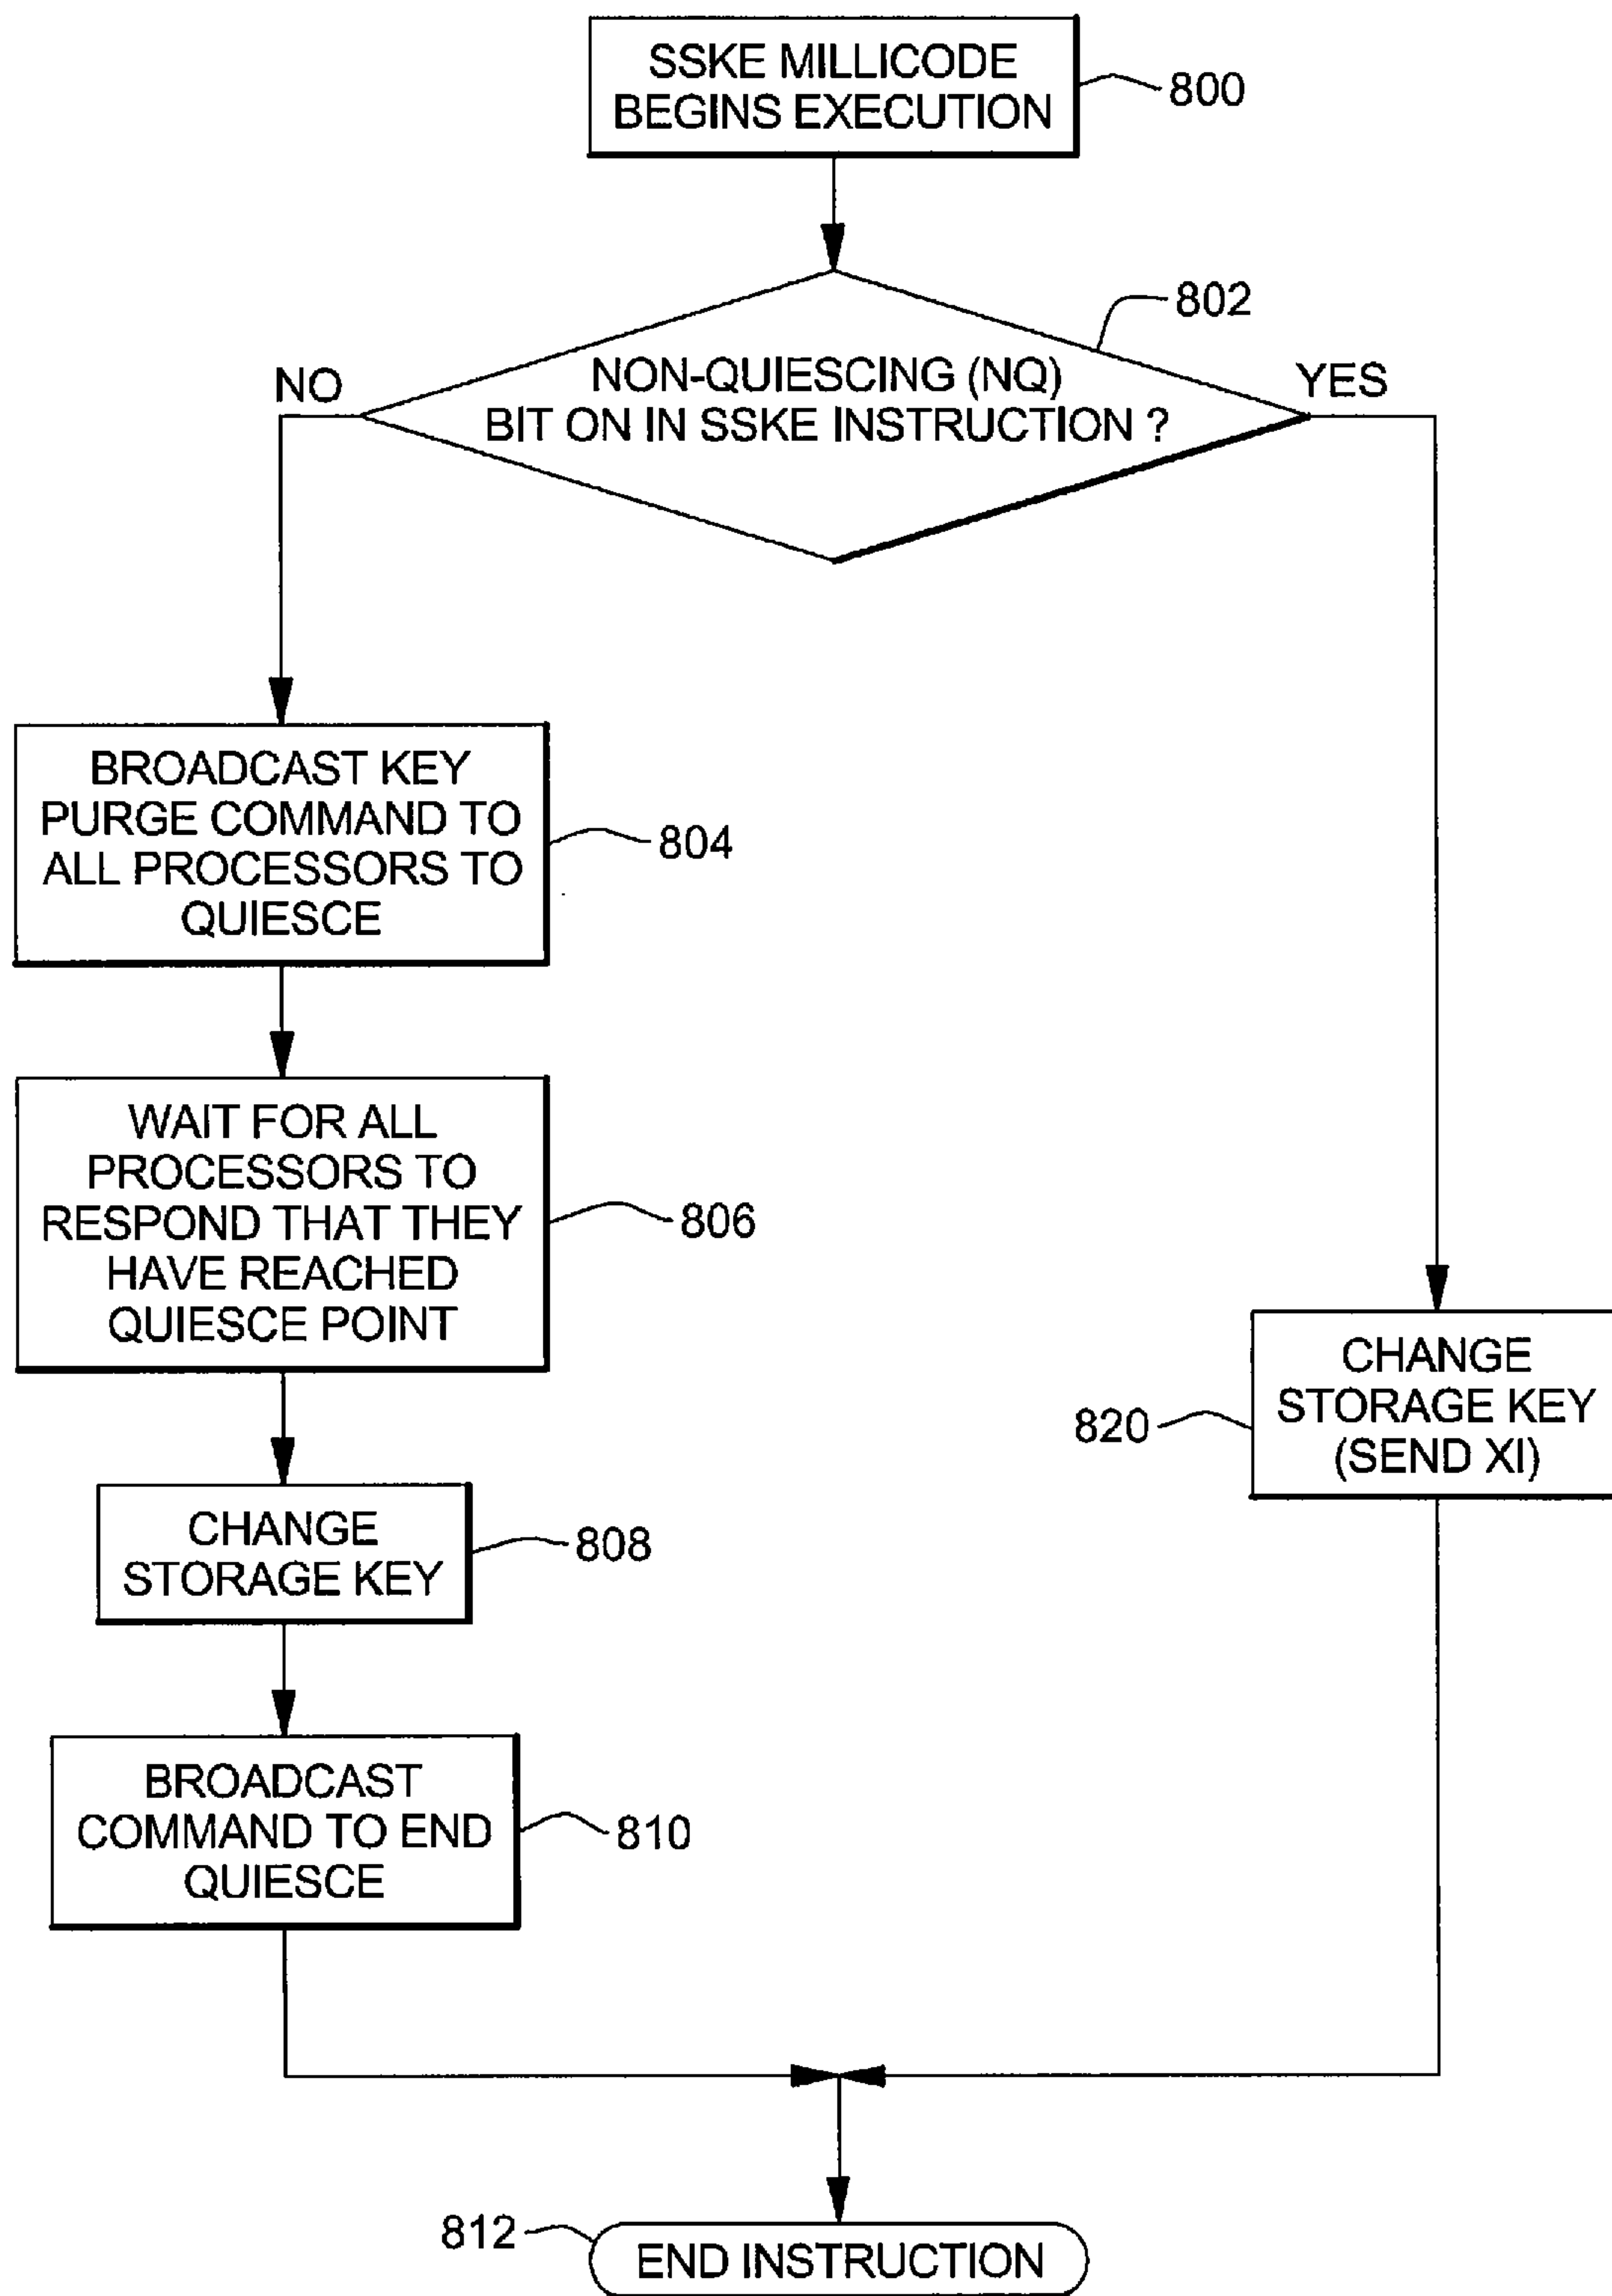 SSKE MILLICODE
BEGINS EXECUTION
800
802
NON-QUIESCING (NQ)
BIT ON IN SSKE INSTRUCTION ?
NO
YES
BROADCAST KEY
PURGE COMMAND TO
ALL PROCESSORS TO
QUIESCE
804
WAIT FOR ALL
PROCESSORS TO
RESPOND THAT THEY
HAVE REACHED
QUIESCE POINT
806
CHANGE
STORAGE KEY
(SEND XI)
820
CHANGE
STORAGE KEY
808
BROADCAST
COMMAND TO END
QUIESCE
810
812
END INSTRUCTION